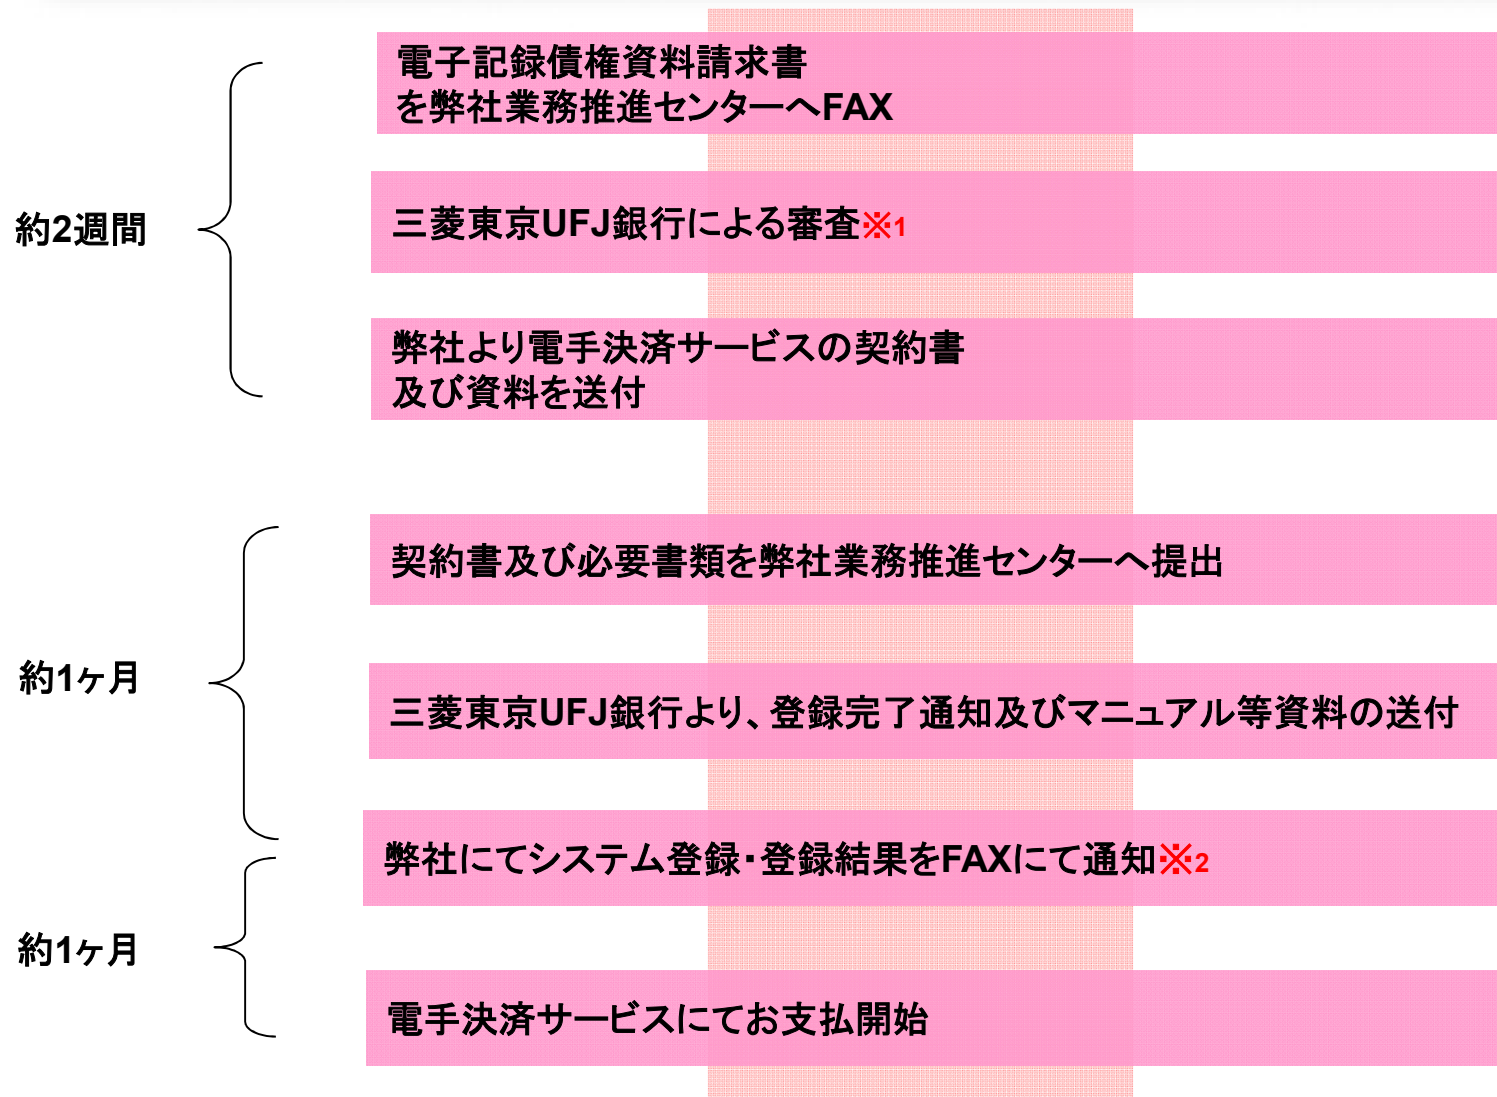 電子記録債権資料請求書
を弊社業務推進センターへFAX
三菱東京UFJ銀行による審査※1
約2週間
弊社より電手決済サービスの契約書
及び資料を送付
契約書及び必要書類を弊社業務推進センターへ提出
約1ヶ月
三菱東京UFJ銀行より、登録完了通知及びマニュアル等資料の送付
弊社にてシステム登録・登録結果をFAXにて通知※2
約1ヶ月
電手決済サービスにてお支払開始